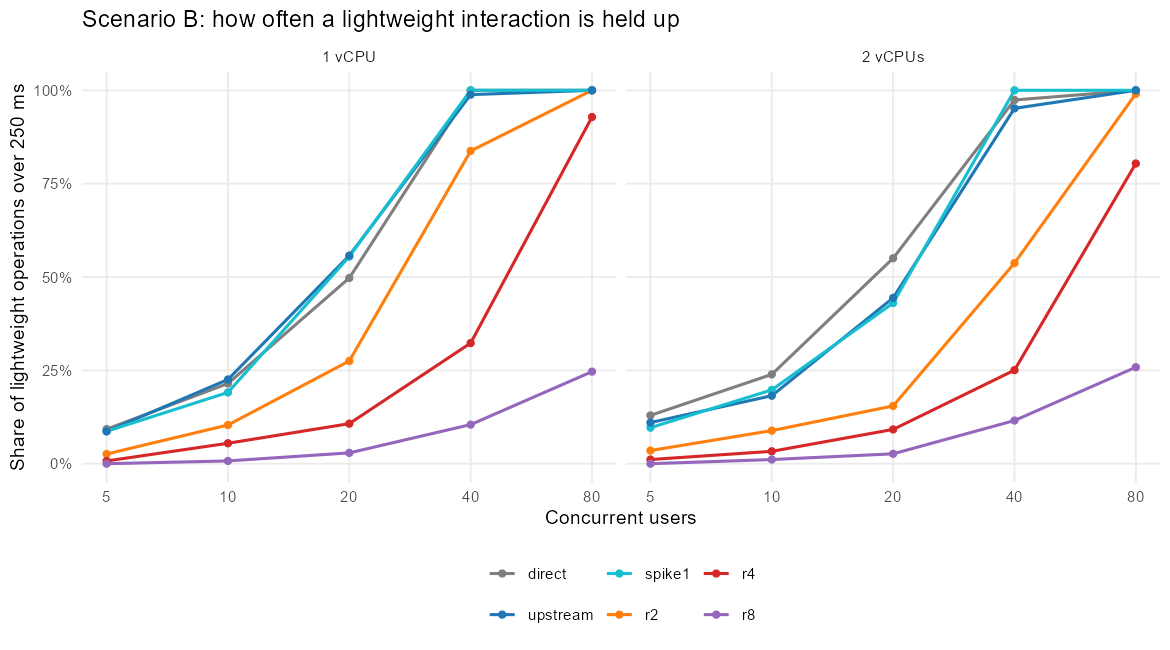 Scenario B: how often a lightweight interaction is held up
1 vCPU
2 vCPUs
Share of lightweight operations over 250 ms
100%
75%
50%
25%
0%
5 10 20 40 80
5 10 20 40 80
Concurrent users
direct spike1 r4
upstream r2 r8